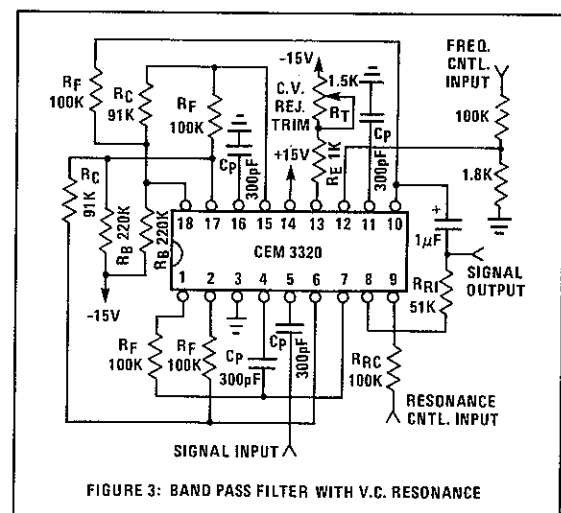 -15V
FREQ.
CNTL.
INPUT
RF
100K
RC
91K
RF
100K
1.5K
C.V.
REJ.
TRIM
RT
CP
300pF
+15V
RE 1K
CP
300pF
100K
1.8K
RC
91K
RB 220K
RB 220K
-15V
18 17 16 15 14 13 12 11 10
CEM 3320
1 2 3 4 5 6 7 8 9
+
1µF
SIGNAL
OUTPUT
RRI
51K
RF
100K
RF
100K
CP
300pF
CP
300pF
RRC
100K
RESONANCE
CNTL. INPUT
SIGNAL INPUT
FIGURE 3: BAND PASS FILTER WITH V.C. RESONANCE